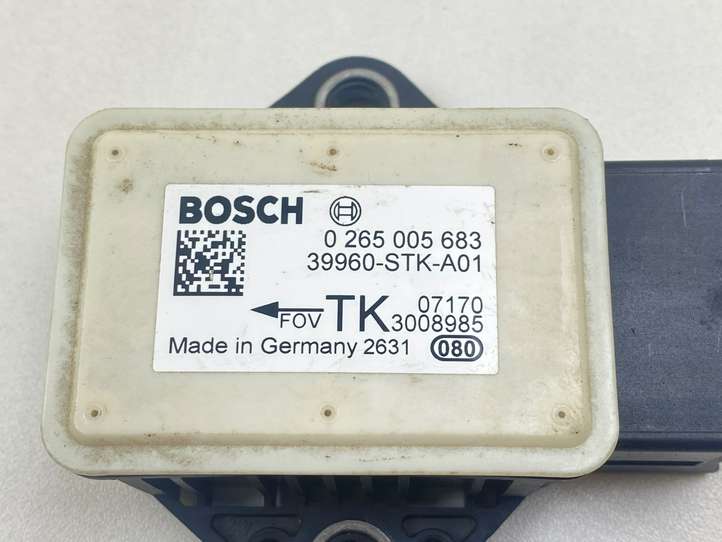 BOSCH
0 265 005 683
39960-STK-A01
FOV TK 07170
3008985
Made in Germany 2631 080